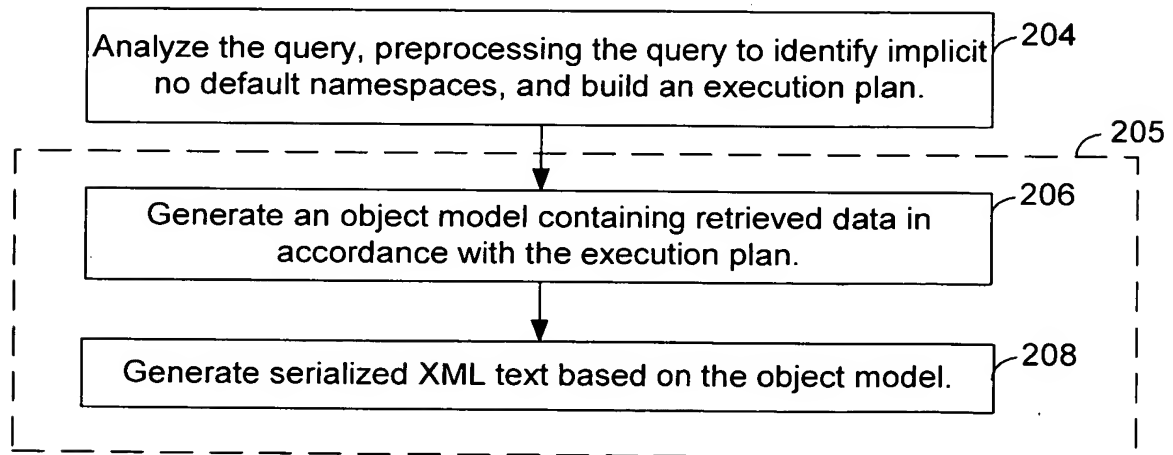 Analyze the query, preprocessing the query to identify implicit
no default namespaces, and build an execution plan.
204
205
Generate an object model containing retrieved data in
accordance with the execution plan.
206
Generate serialized XML text based on the object model.
208